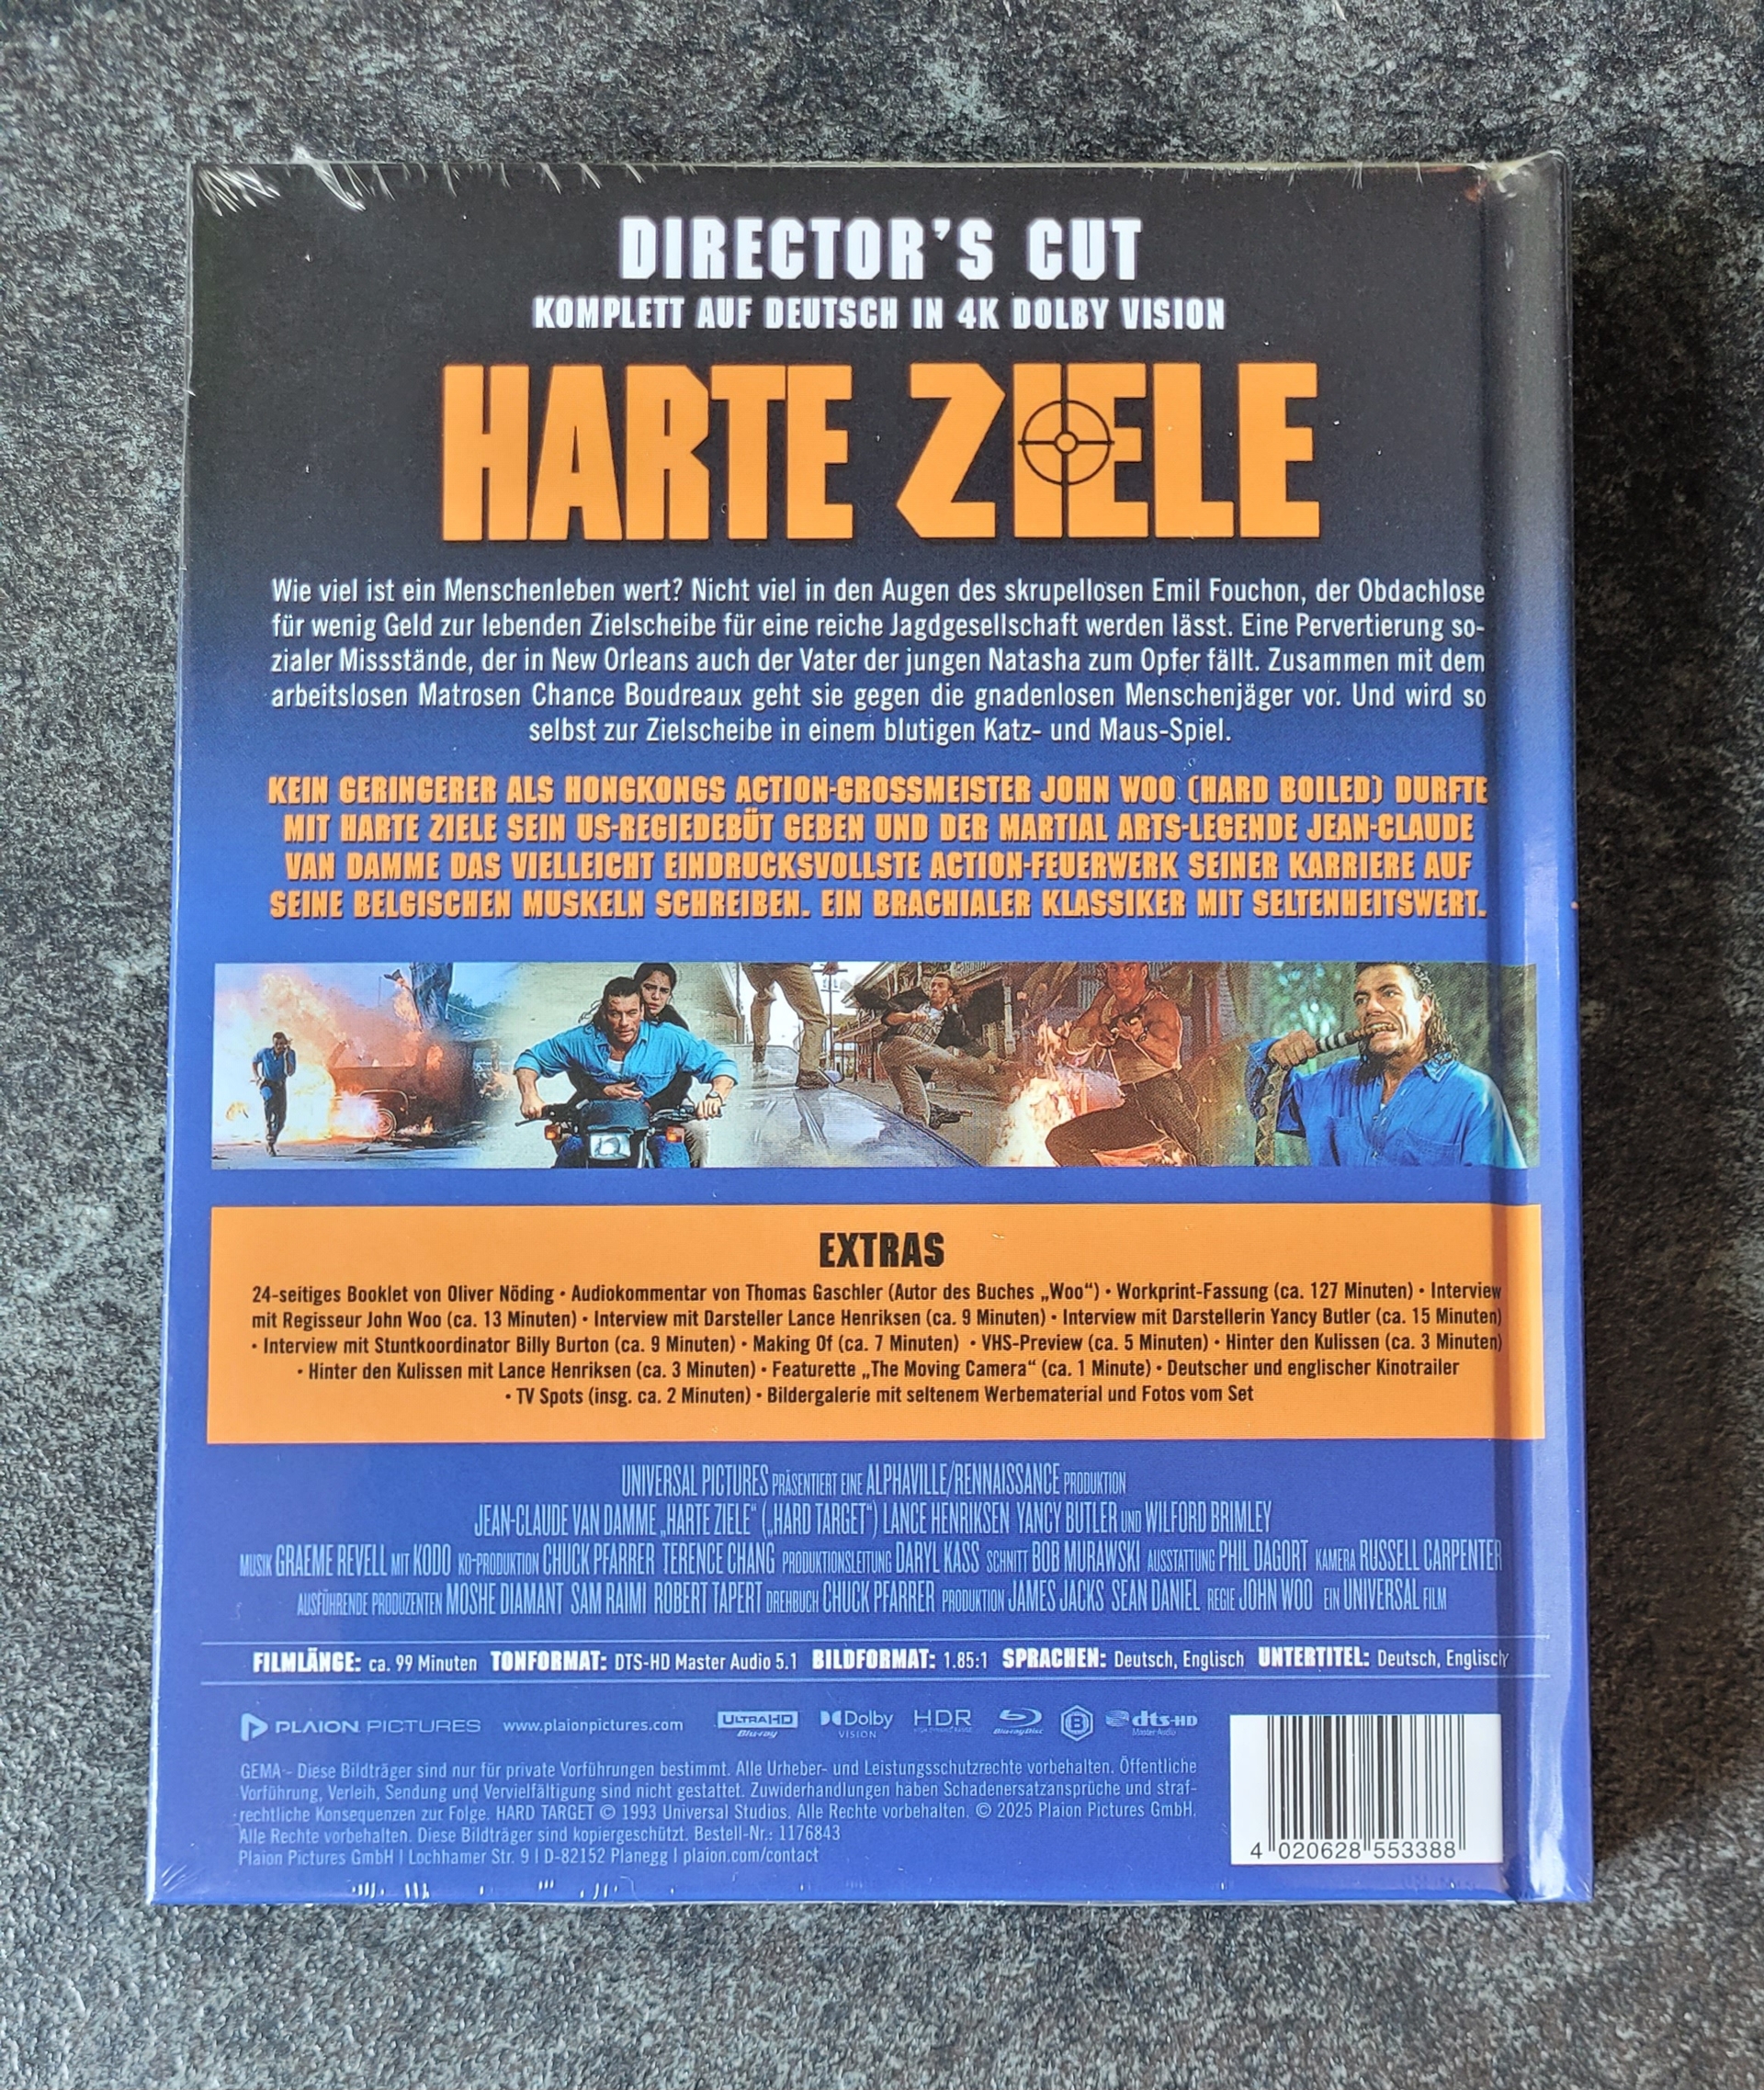 DIRECTOR'S CUT
KOMPLETT AUF DEUTSCH IN 4K DOLBY VISION
HARTE ZIELE
Wie viel ist ein Menschenleben wert? Nicht viel in den Augen des skrupellosen Emil Fouchon, der Obdachlose
für wenig Geld zur lebenden Zielscheibe für eine reiche Jagdgesellschaft werden lässt. Eine Pervertierung so-
zialer Missstände, der in New Orleans auch der Vater der jungen Natasha zum Opfer fällt. Zusammen mit dem
arbeitslosen Matrosen Chance Boudreaux geht sie gegen die gnadenlosen Menschenjäger vor. Und wird so
selbst zur Zielscheibe in einem blutigen Katz- und Maus-Spiel.
KEIN GERINGERER ALS HONGKONGS ACTION-GROSSMEISTER JOHN WOO (HARD BOILED) DURFTE
MIT HARTE ZIELE SEIN US-REGIEDEBÜT GEBEN UND DER MARTIAL ARTS-LEGENDE JEAN-CLAUDE
VAN DAMME DAS VIELLEICHT EINDRUCKSVOLLSTE ACTION-FEUERWERK SEINER KARRIERE AUF
SEINE BELGISCHEN MUSKELN SCHREIBEN. EIN BRACHIALER KLASSIKER MIT SELTENHEITSWERT.
EXTRAS
24-seitiges Booklet von Oliver Nöding • Audiokommentar von Thomas Gaschler (Autor des Buches „Woo“) • Workprint-Fassung (ca. 127 Minuten) • Interview
mit Regisseur John Woo (ca. 13 Minuten) • Interview mit Darsteller Lance Henriksen (ca. 9 Minuten) • Interview mit Darstellerin Yancy Butler (ca. 15 Minuten)
• Interview mit Stuntkoordinator Billy Burton (ca. 9 Minuten) • Making Of (ca. 7 Minuten) • VHS-Preview (ca. 5 Minuten) • Hinter den Kulissen (ca. 3 Minuten)
• Hinter den Kulissen mit Lance Henriksen (ca. 3 Minuten) • Featurette „The Moving Camera“ (ca. 1 Minute) • Deutscher und englischer Kinotrailer
• TV Spots (insg. ca. 2 Minuten) • Bildergalerie mit seltenem Werbematerial und Fotos vom Set
UNIVERSAL PICTURES PRÄSENTIERT EINE ALPHAVILLE/RENNAISSANCE PRODUKTION
JEAN-CLAUDE VAN DAMME „HARTE ZIELE“ („HARD TARGET“) LANCE HENRIKSEN YANCY BUTLER UND WILFORD BRIMLEY
MUSIK GRAEME REVELL MIT KODO KO-PRODUKTION CHUCK PFARRER TERENCE CHANG PRODUKTIONSLEITUNG DARYL KASS SCHNITT BOB MURAWSKI AUSSTATTUNG PHIL DAGORT KAMERA RUSSELL CARPENTER
AUSFÜHRENDE PRODUZENTEN MOSHE DIAMANT SAM RAIMI ROBERT TAPERT DREHBUCH CHUCK PFARRER PRODUKTION JAMES JACKS SEAN DANIEL REGIE JOHN WOO EIN UNIVERSAL FILM
FILMLÄNGE: ca. 99 Minuten TONFORMAT: DTS-HD Master Audio 5.1 BILDFORMAT: 1.85:1 SPRACHEN: Deutsch, Englisch UNTERTITEL: Deutsch, Englisch
PLAION PICTURES www.plaionpictures.com ULTRA HD Blu-ray Dolby VISION HDR Blu-ray Disc B dts-HD Master Audio
GEMA - Diese Bildträger sind nur für private Vorführungen bestimmt. Alle Urheber- und Leistungsschutzrechte vorbehalten. Öffentliche
Vorführung, Verleih, Sendung und Vervielfältigung sind nicht gestattet. Zuwiderhandlungen haben Schadenersatzansprüche und straf-
rechtliche Konsequenzen zur Folge. HARD TARGET © 1993 Universal Studios. Alle Rechte vorbehalten. © 2025 Plaion Pictures GmbH.
Alle Rechte vorbehalten. Diese Bildträger sind kopiergeschützt. Bestell-Nr.: 1176843
Plaion Pictures GmbH | Lochhamer Str. 9 | D-82152 Planegg | plaion.com/contact
4 020628 553388